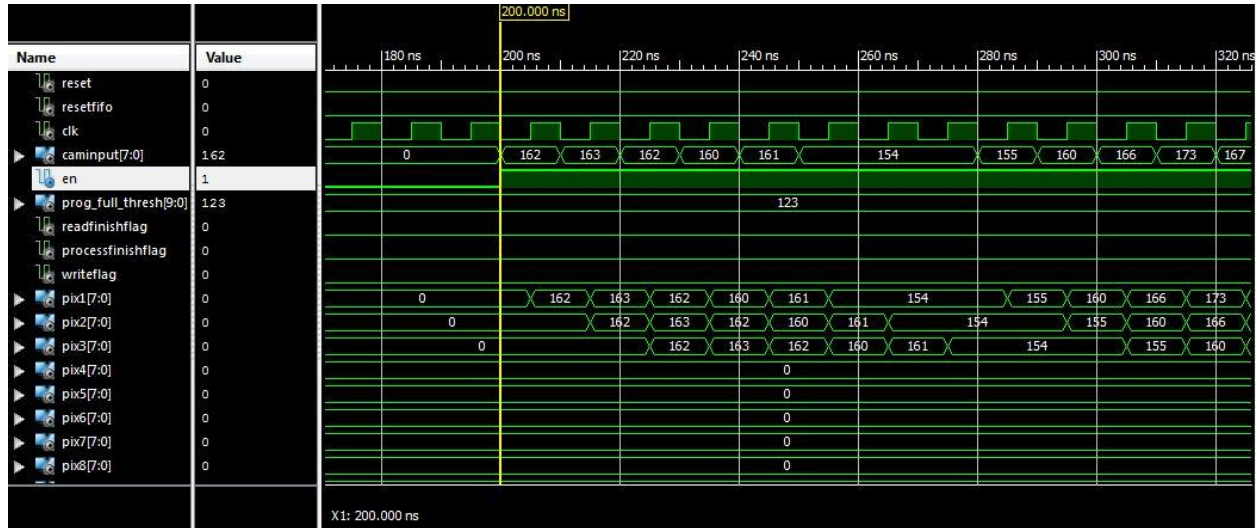 200.000 ns
Name Value 180 ns 200 ns 220 ns 240 ns 260 ns 280 ns 300 ns 320 ns
reset 0
resetfifo 0
clk 0
caminput[7:0] 162 0 162 163 162 160 161 154 155 160 166 173 167
en 1
prog_full_thresh[9:0] 123 123
readfinishflag 0
processfinishflag 0
writeflag 0
pix1[7:0] 0 0 162 163 162 160 161 154 155 160 166 173
pix2[7:0] 0 0 162 163 162 160 161 154 155 160 166
pix3[7:0] 0 0 162 163 162 160 161 154 155 160
pix4[7:0] 0 0
pix5[7:0] 0 0
pix6[7:0] 0 0
pix7[7:0] 0 0
pix8[7:0] 0 0
X1: 200.000 ns